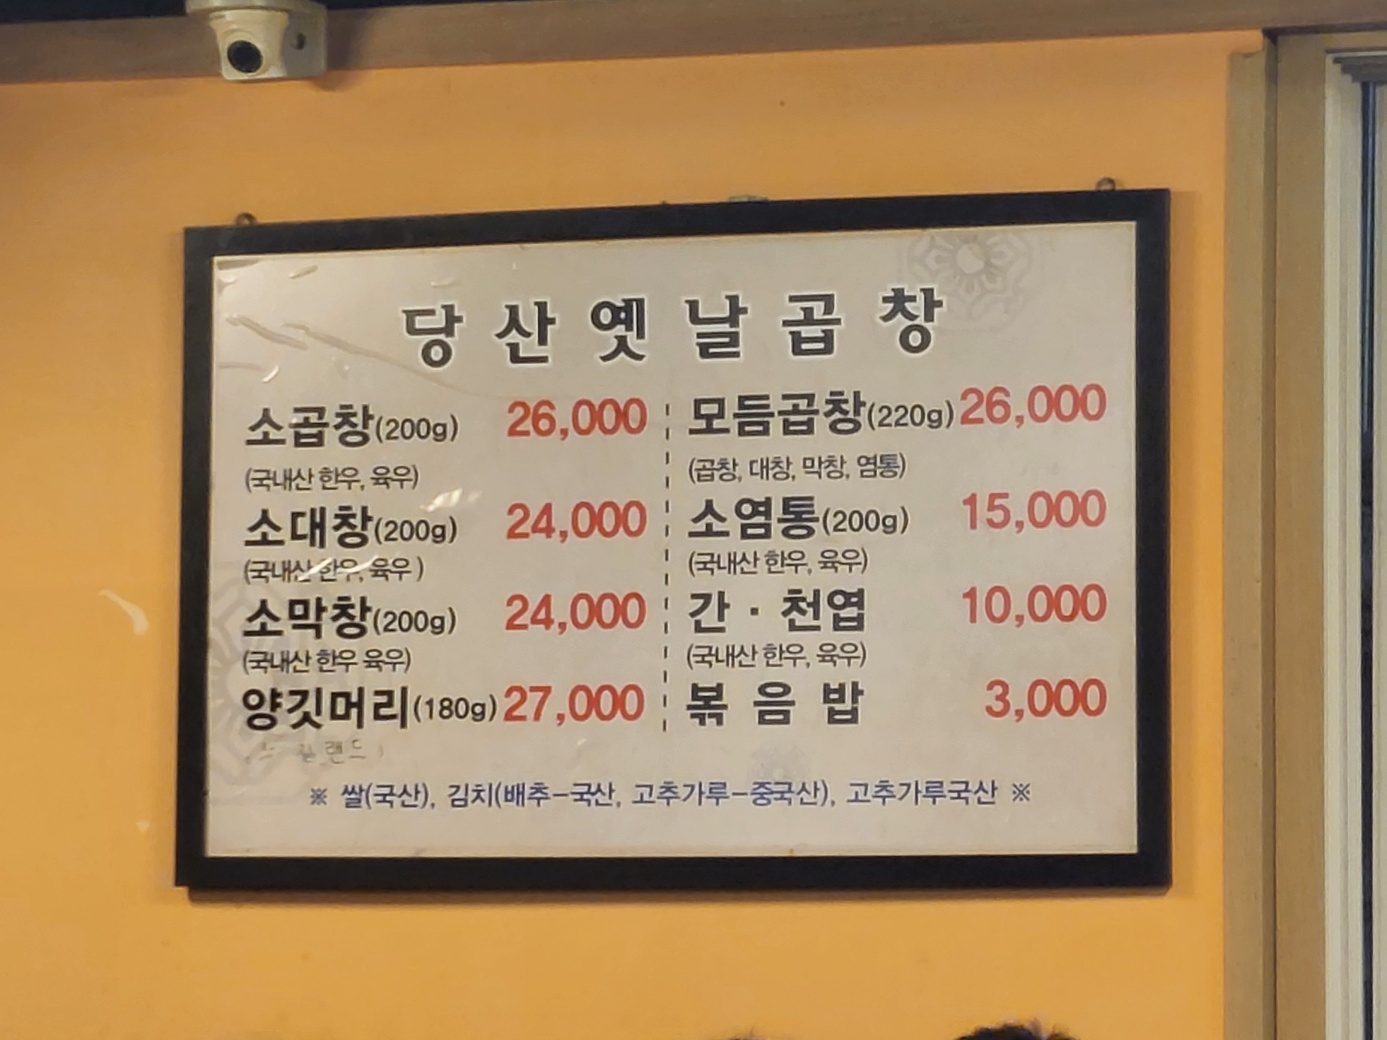 당산옛날곱창
소곱창(200g) 26,000
(국내산 한우, 육우)
소대창(200g) 24,000
(국내산 한우, 육우)
소막창(200g) 24,000
(국내산 한우 육우)
양깃머리(180g) 27,000
모듬곱창(220g) 26,000
(곱창, 대창, 막창, 염통)
소염통(200g) 15,000
(국내산 한우, 육우)
간 · 천엽 10,000
(국내산 한우, 육우)
볶음밥 3,000
※ 쌀(국산), 김치(배추-국산, 고추가루-중국산), 고추가루국산 ※